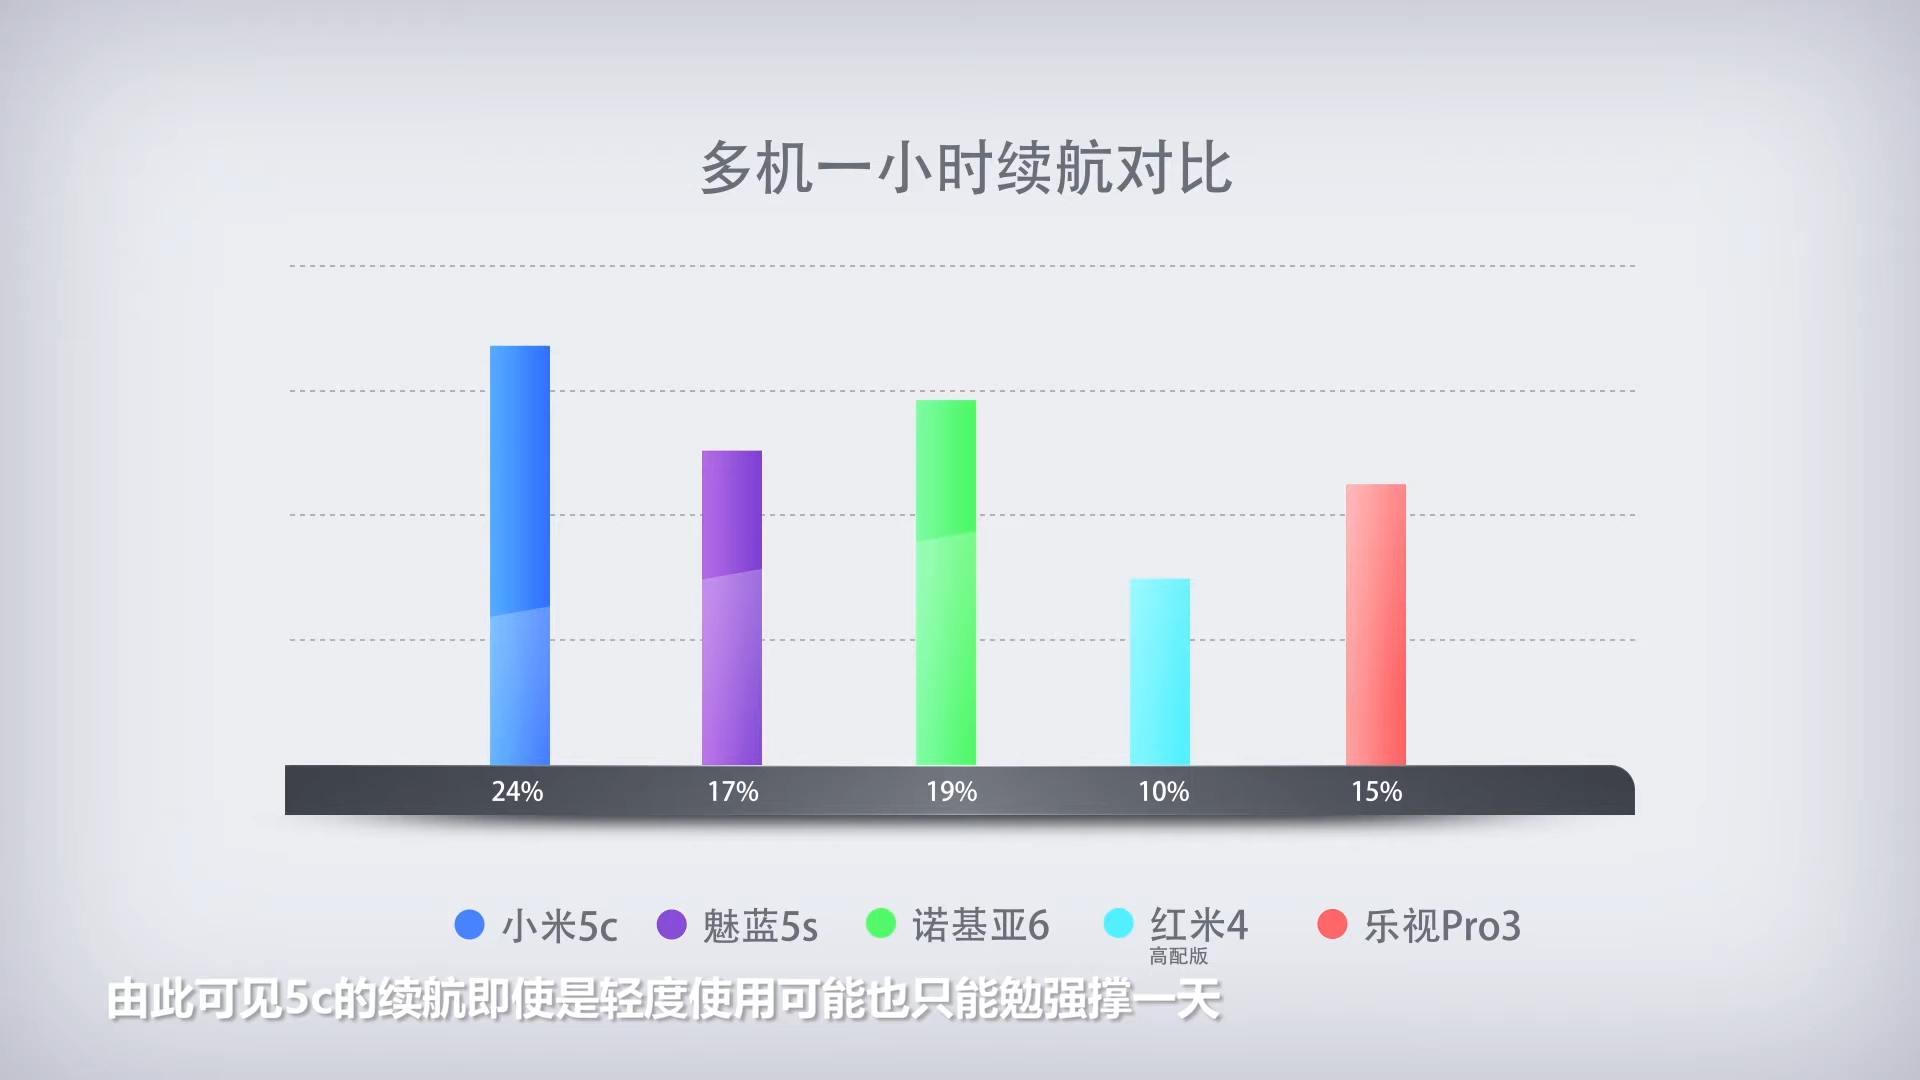 多机一小时续航对比
24% 17% 19% 10% 15%
小米5c 魅蓝5s 诺基亚6 红米4 乐视Pro3
高配版
由此可见5c的续航即使是轻度使用可能也只能勉强撑一天